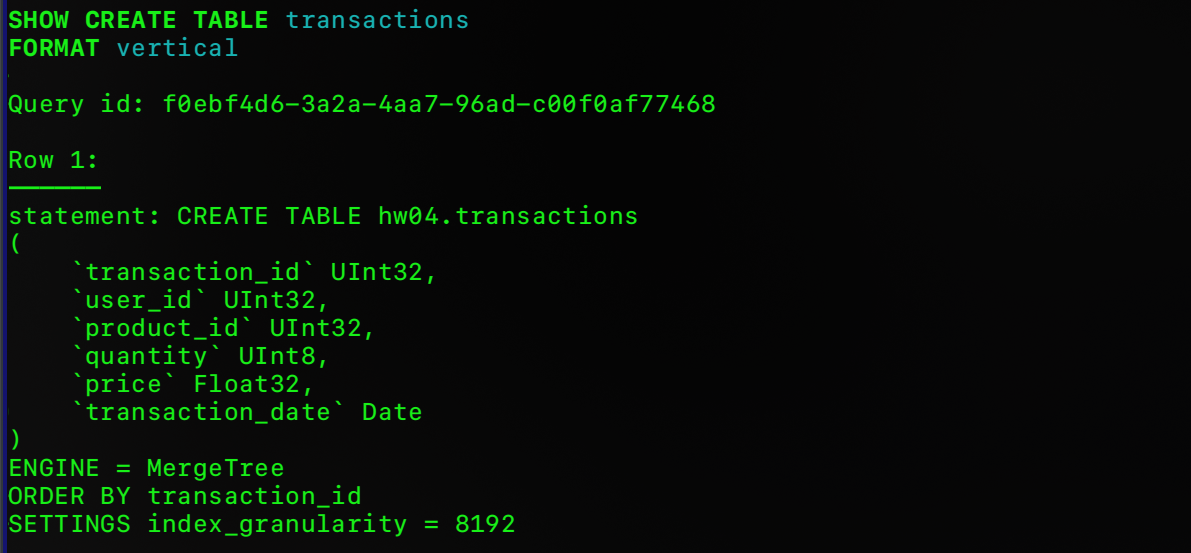 SHOW CREATE TABLE transactions
FORMAT vertical
Query id: f0ebf4d6-3a2a-4aa7-96ad-c00f0af77468
Row 1:
──────
statement: CREATE TABLE hw04.transactions
(
    `transaction_id` UInt32,
    `user_id` UInt32,
    `product_id` UInt32,
    `quantity` UInt8,
    `price` Float32,
    `transaction_date` Date
)
ENGINE = MergeTree
ORDER BY transaction_id
SETTINGS index_granularity = 8192